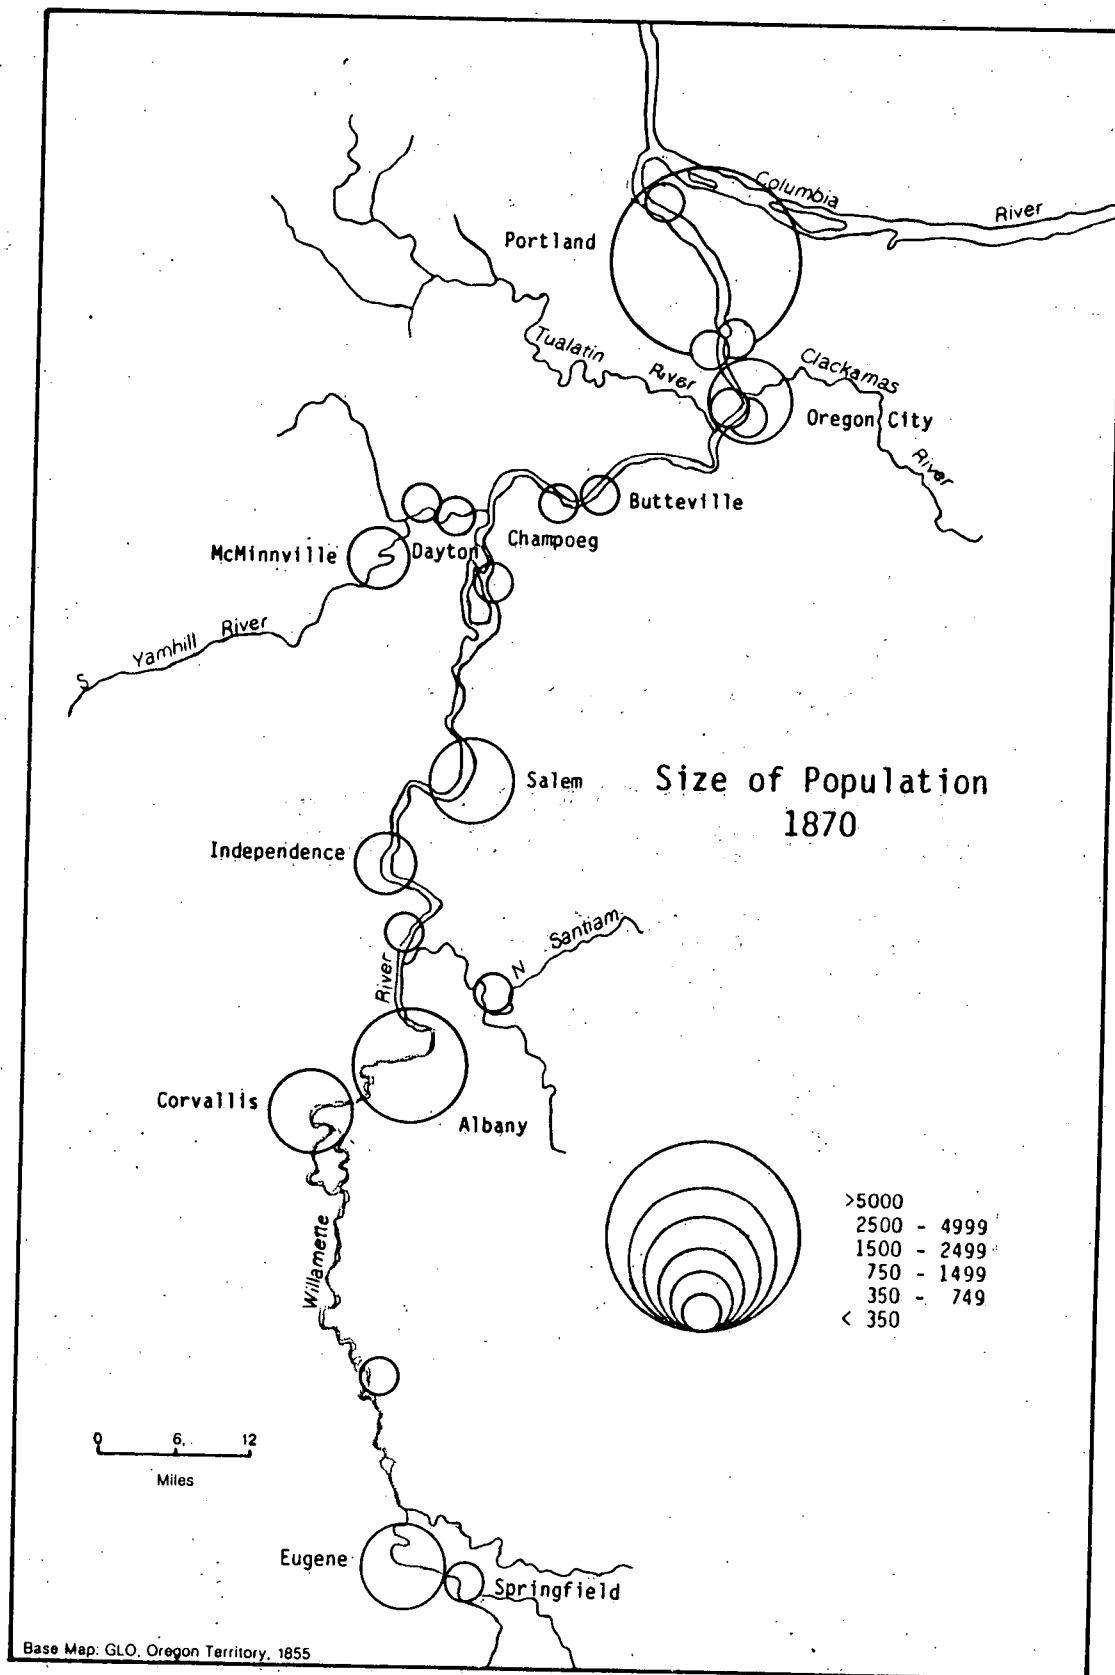 Columbia
River
Portland
Tualatin
River
Clackamas
River
Oregon City
Butteville
Champoeg
Dayton
McMinnville
S Yamhill River
Salem
Size of Population
1870
Independence
N Santiam
River
Albany
Corvallis
>5000
2500 - 4999
1500 - 2499
750 - 1499
350 - 749
< 350
Willamette
0 6 12
Miles
Eugene
Springfield
Base Map: GLO, Oregon Territory, 1855